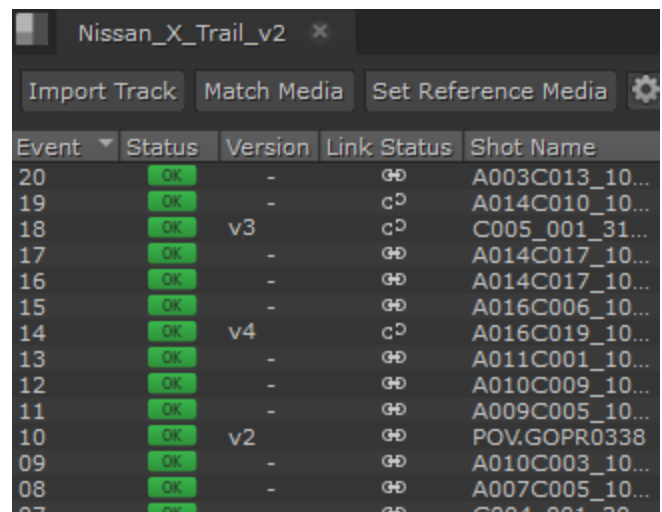 Nissan_X_Trail_v2
Import Track Match Media Set Reference Media
Event Status Version Link Status Shot Name
20 OK - A003C013_10...
19 OK - A014C010_10...
18 OK v3 C005_001_31...
17 OK - A014C017_10...
16 OK - A014C017_10...
15 OK - A016C006_10...
14 OK v4 A016C019_10...
13 OK - A011C001_10...
12 OK - A010C009_10...
11 OK - A009C005_10...
10 OK v2 POV.GOPR0338
09 OK - A010C003_10...
08 OK - A007C005_10...